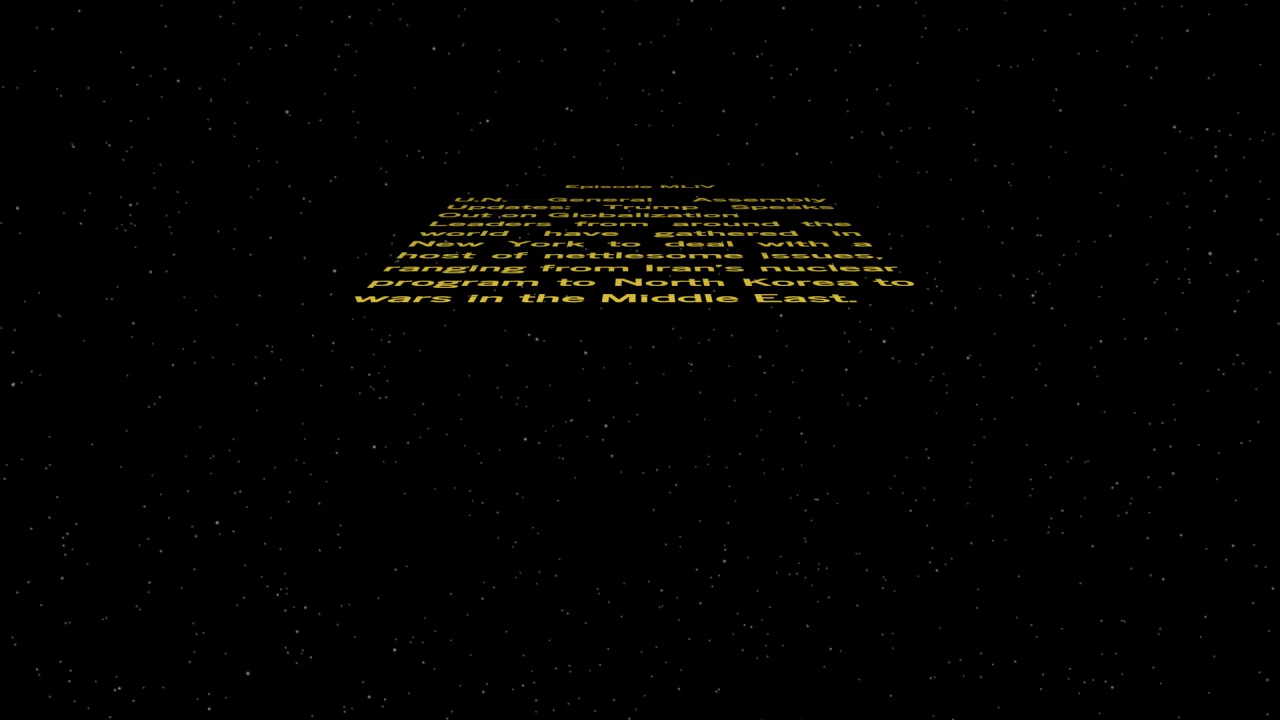 Episode MLIV
U.N. General Assembly
Updates: Trump Speaks
Out on Globalization
Leaders from around the
world have gathered in
New York to deal with a
host of nettlesome issues,
ranging from Iran's nuclear
program to North Korea to
wars in the Middle East.